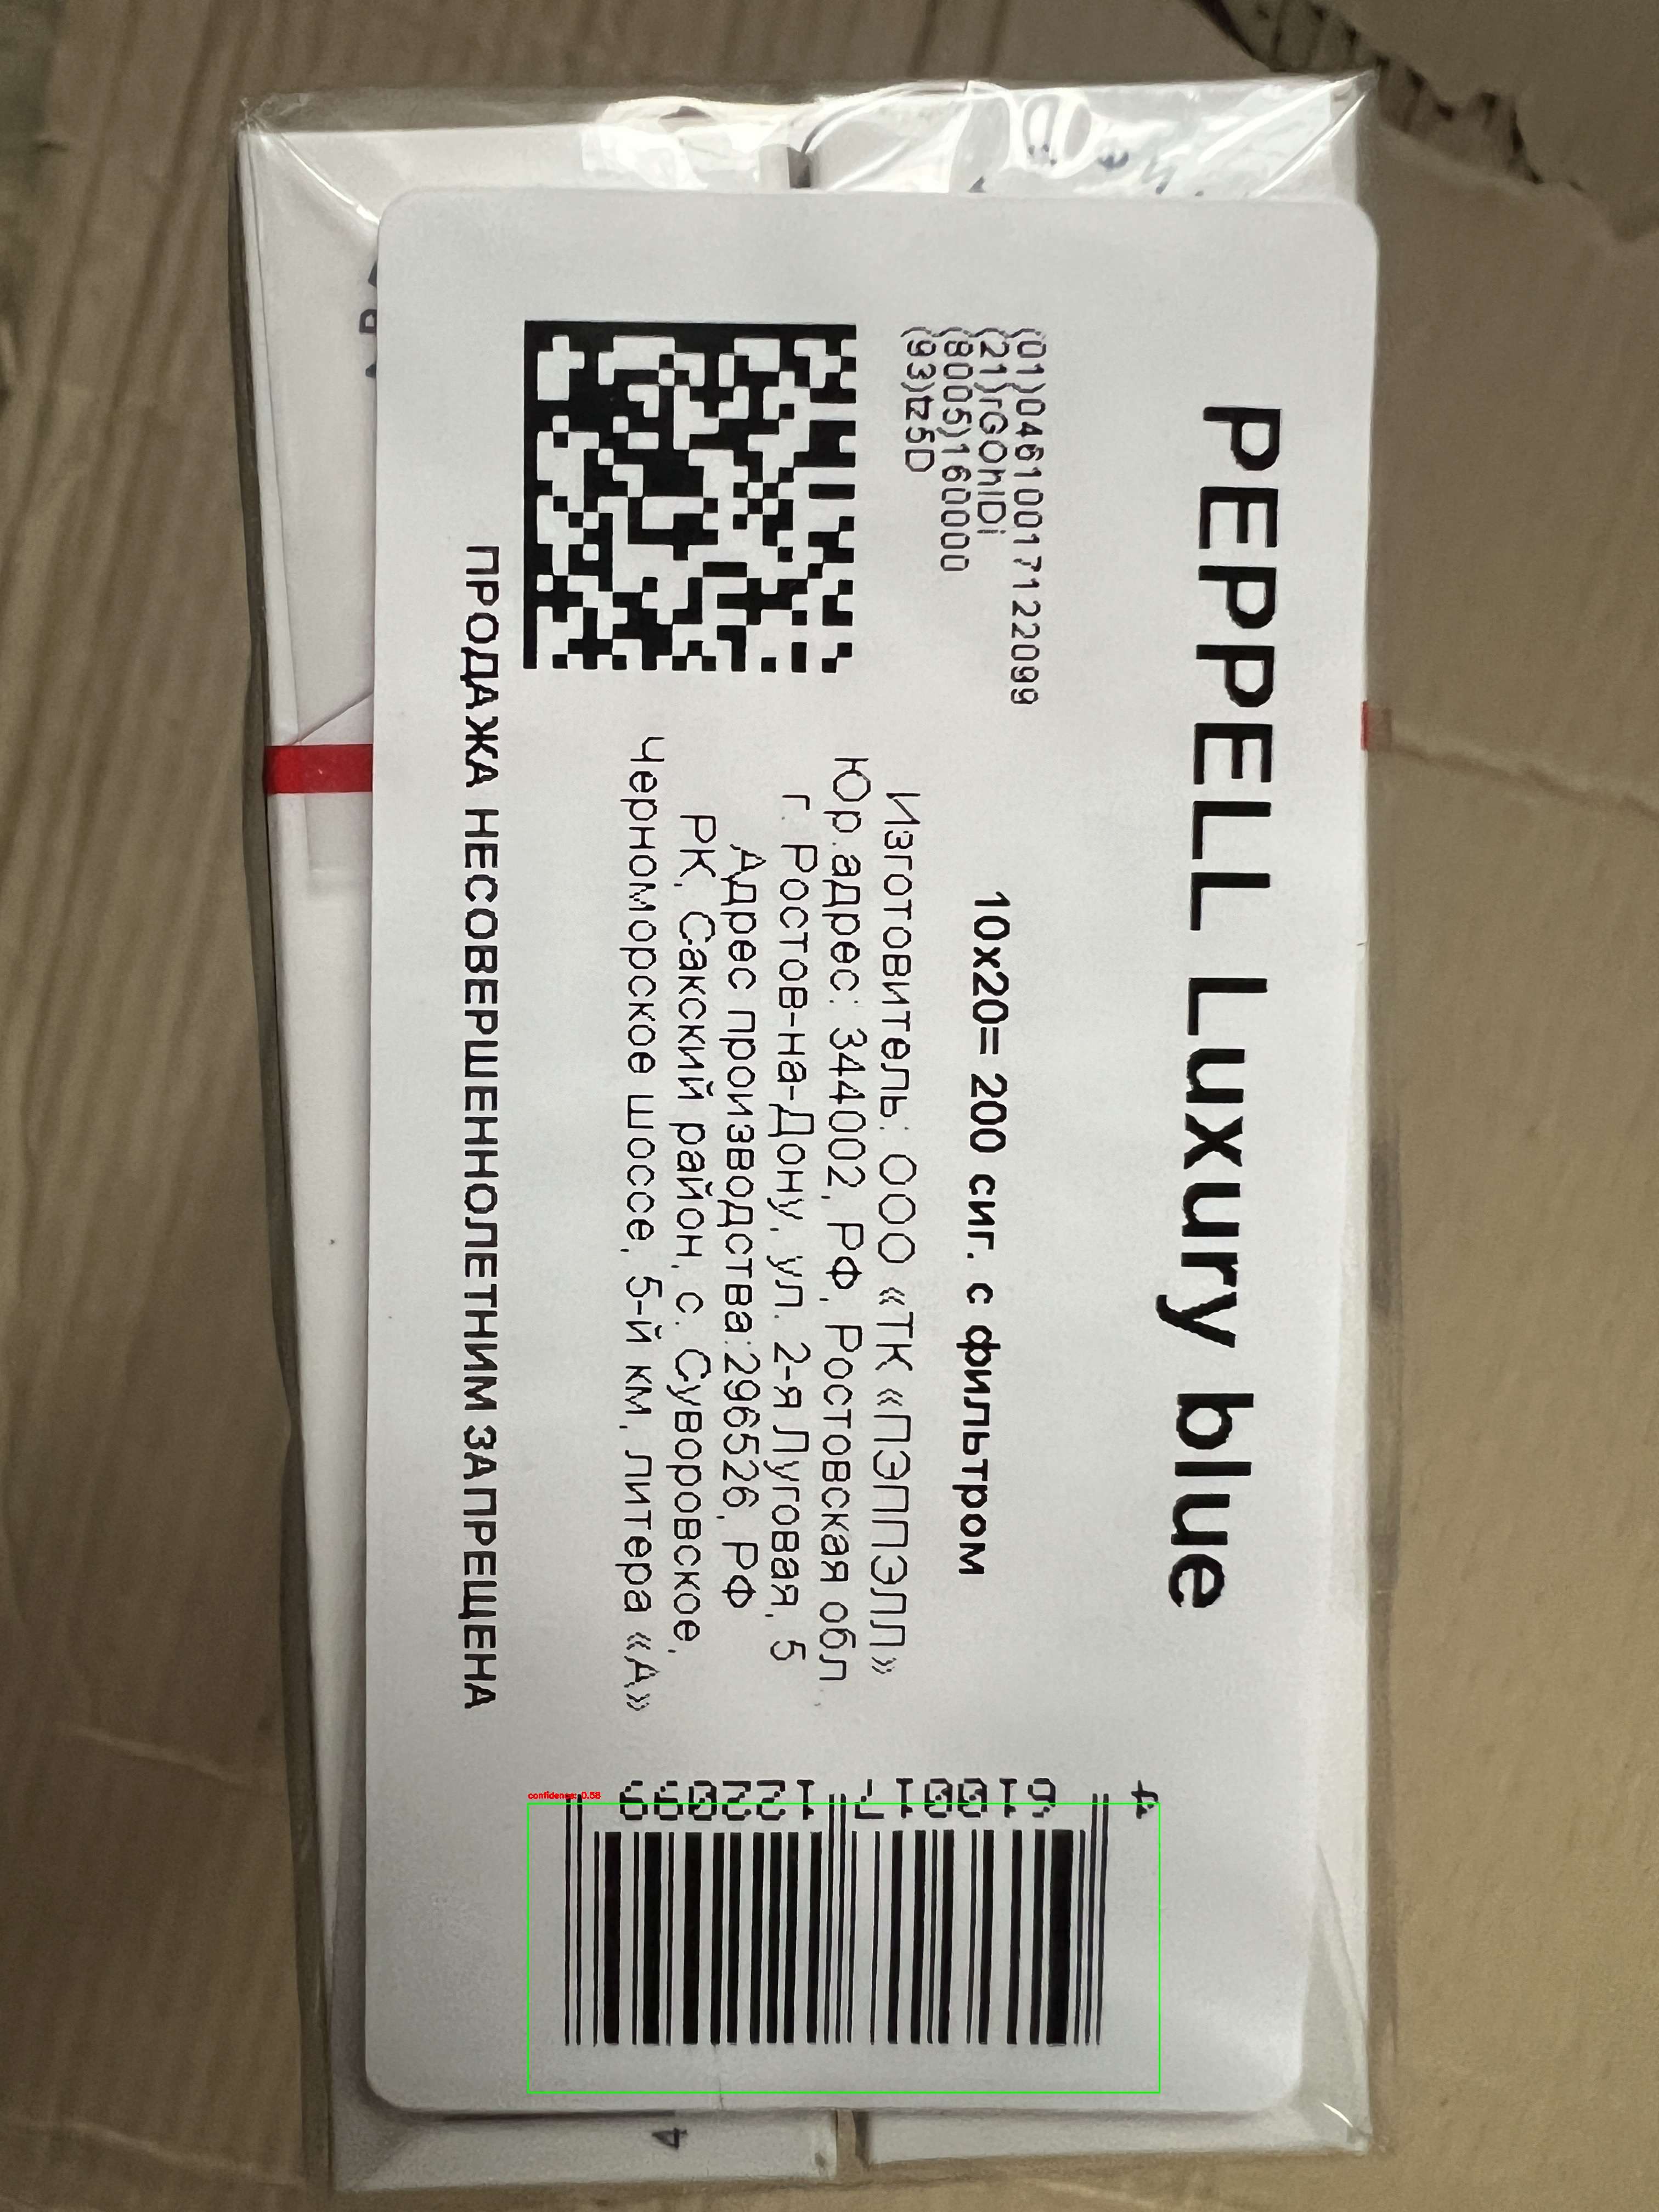 PEPPELL Luxury blue
(01)04610017122099
(21)rGOhIDi
(8005)160000
(93)tz5D
10x20= 200 сиг. с фильтром
Изготовитель: ООО «ТК «ПЭППЭЛЛ»
Юр.адрес: 344002, РФ, Ростовская обл.,
г. Ростов-на-Дону, ул. 2-я Луговая, 5
Адрес производства:296526, РФ
РК, Сакский район, с. Суворовское,
Черноморское шоссе, 5-й км, литера «А»
ПРОДАЖА НЕСОВЕРШЕННОЛЕТНИМ ЗАПРЕЩЕНА
4 610017 122099
confidence: 0.58
4